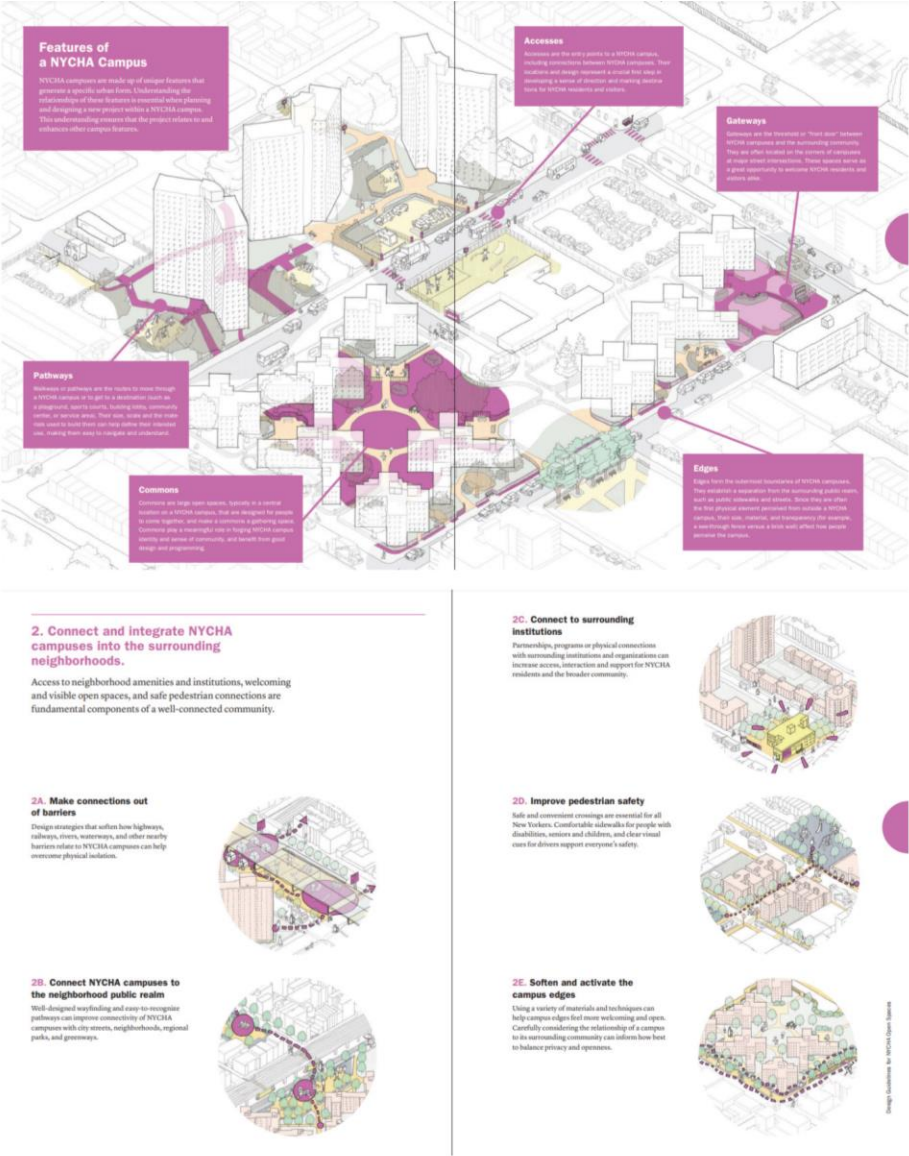 Features of
a NYCHA Campus
NYCHA campuses are made up of unique features that
generate a specific urban form. Understanding the
relationships of these features is essential when planning
and designing a new project within a NYCHA campus.
This understanding ensures that the project relates to and
enhances other campus features.
Accesses
Accesses are the entry points to a NYCHA campus,
including connections between NYCHA campuses. Their
locations and design represent a crucial first step in
developing a sense of direction and marking destina
tions for NYCHA residents and visitors.
Gateways
Gateways are the threshold or "front door" between
NYCHA campuses and the surrounding community.
They are often located on the corners of campuses
at major street intersections. These spaces serve as
a great opportunity to welcome NYCHA residents and
visitors alike.
Pathways
Walkways or pathways are the routes to move through
a NYCHA campus or to get to a destination (such as
a playground, sports courts, building lobby, community
center, or service area). Their size, scale and the mate
rials used to build them can help define their intended
use, making them easy to navigate and understand.
Commons
Commons are large open spaces, typically in a central
location on a NYCHA campus, that are designed for people
to come together, and make a commons a gathering space.
Commons play a meaningful role in forging NYCHA campus
identity and sense of community, and benefit from good
design and programming.
Edges
Edges form the outermost boundaries of NYCHA campuses.
They establish a separation from the surrounding public realm,
such as public sidewalks and streets. Since they are often
the first physical element perceived from outside a NYCHA
campus, their size, material, and transparency (for example,
a see-through fence versus a brick wall) affect how people
perceive the campus.
2. Connect and integrate NYCHA
campuses into the surrounding
neighborhoods.
Access to neighborhood amenities and institutions, welcoming
and visible open spaces, and safe pedestrian connections are
fundamental components of a well-connected community.
2A. Make connections out
of barriers
Design strategies that soften how highways,
railways, rivers, waterways, and other nearby
barriers relate to NYCHA campuses can help
overcome physical isolation.
2B. Connect NYCHA campuses to
the neighborhood public realm
Well-designed wayfinding and easy-to-recognize
pathways can improve connectivity of NYCHA
campuses with city streets, neighborhoods, regional
parks, and greenways.
2C. Connect to surrounding
institutions
Partnerships, programs or physical connections
with surrounding institutions and organizations can
increase access, interaction and support for NYCHA
residents and the broader community.
2D. Improve pedestrian safety
Safe and convenient crossings are essential for all
New Yorkers. Comfortable sidewalks for people with
disabilities, seniors and children, and clear visual
cues for drivers support everyone's safety.
2E. Soften and activate the
campus edges
Using a variety of materials and techniques can
help campus edges feel more welcoming and open.
Carefully considering the relationship of a campus
to its surrounding community can inform how best
to balance privacy and openness.
Design Guidelines for NYCHA Open Spaces